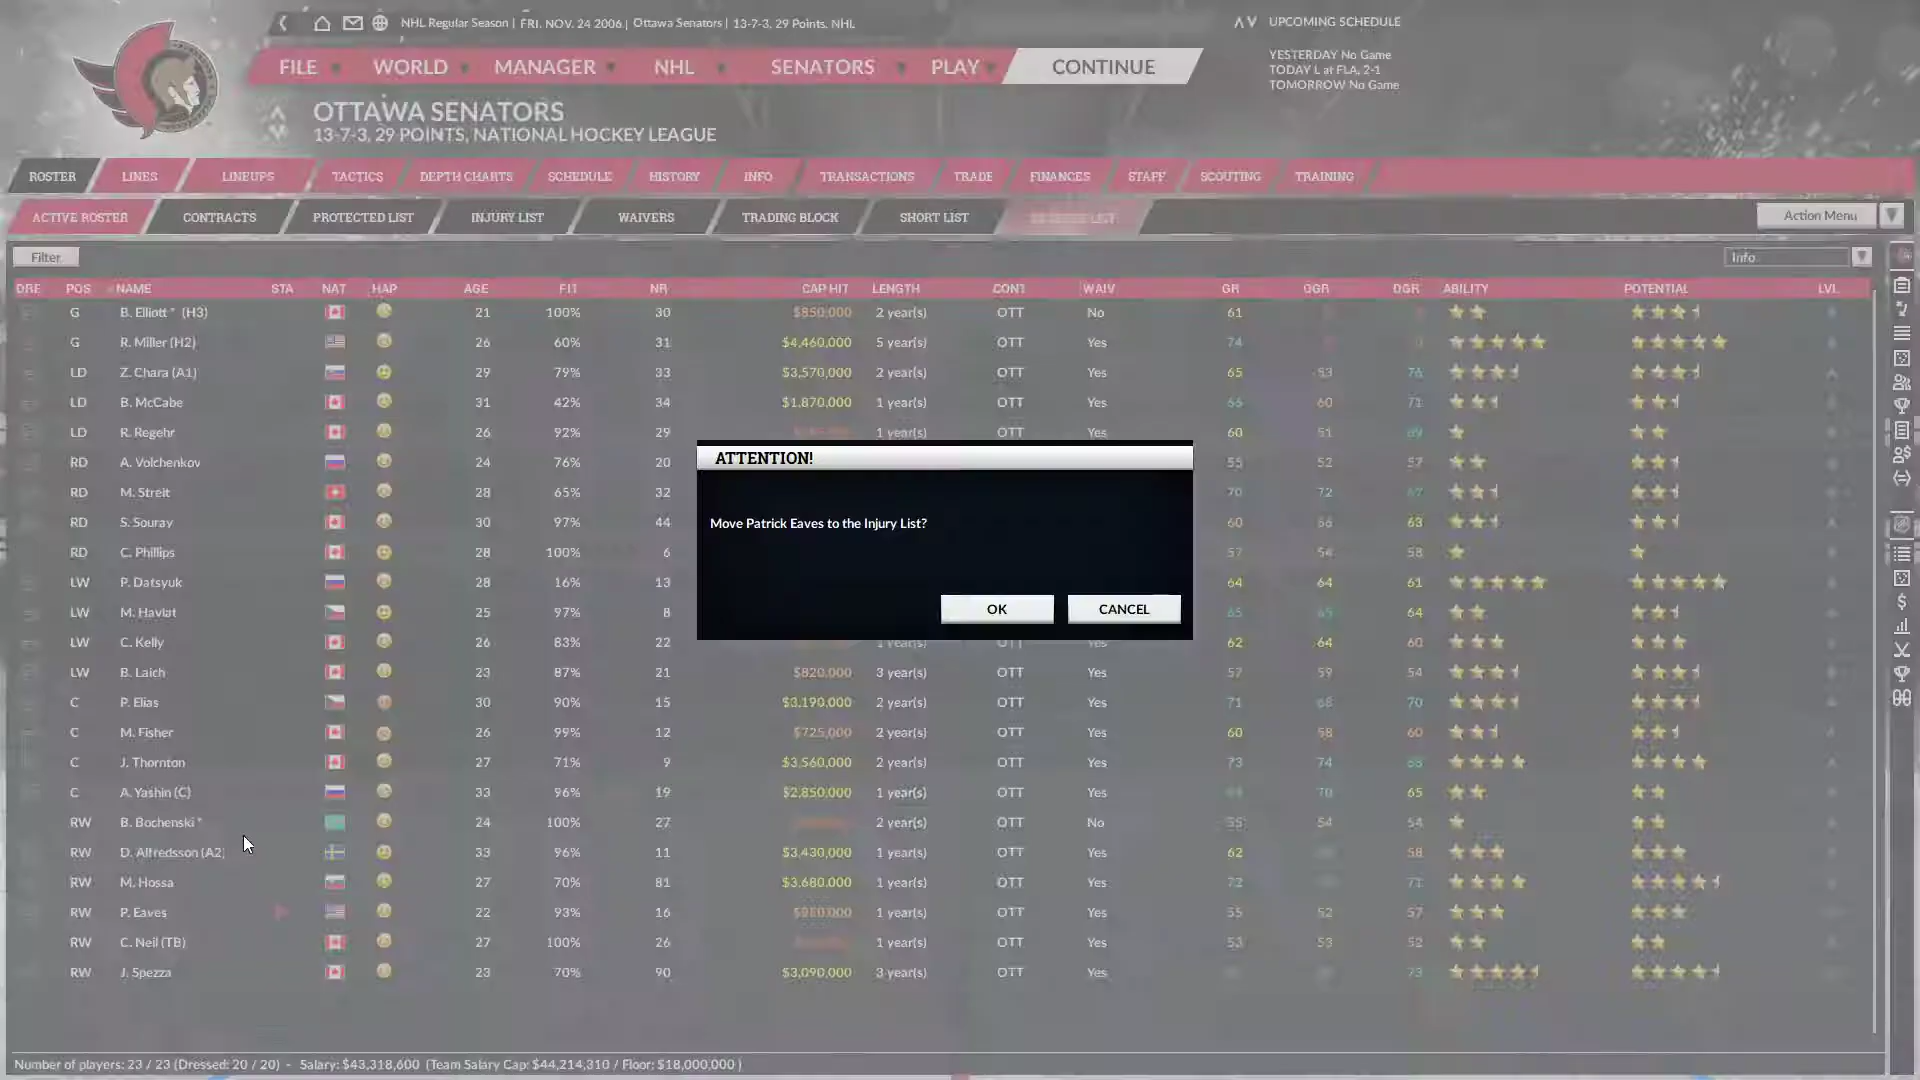 NHL Regular Season | FRI. NOV. 24 2006 | Ottawa Senators | 13-7-3, 29 Points, NHL
UPCOMING SCHEDULE
YESTERDAY No Game
TODAY L at FLA, 2-1
TOMORROW No Game
FILE WORLD MANAGER NHL SENATORS PLAY CONTINUE
OTTAWA SENATORS
13-7-3, 29 POINTS, NATIONAL HOCKEY LEAGUE
ROSTER LINES LINEUPS TACTICS DEPTH CHARTS SCHEDULE HISTORY INFO TRANSACTIONS TRADE FINANCES STAFF SCOUTING TRAINING
ACTIVE ROSTER CONTRACTS PROTECTED LIST INJURY LIST WAIVERS TRADING BLOCK SHORT LIST
Action Menu
Filter
Info
DRE POS NAME STA NAT HAP AGE FIT NR CAP HIT LENGTH CONT WAIV GR OGR DGR ABILITY POTENTIAL LVL
G B. Elliott * (H3) 21 100% 30 $850,000 2 year(s) OTT No 61
G R. Miller (H2) 26 60% 31 $4,460,000 5 year(s) OTT Yes 74
LD Z. Chara (A1) 29 79% 33 $3,570,000 2 year(s) OTT Yes 65 53 76
LD B. McCabe 31 42% 34 $1,870,000 1 year(s) OTT Yes 65 60 71
LD R. Regehr 26 92% 29 1 year(s) OTT Yes 60 51 69
RD A. Volchenkov 24 76% 20 55 52 57
RD M. Streit 28 65% 32 70 72 67
RD S. Souray 30 97% 44 60 56 63
RD C. Phillips 28 100% 6 57 54 58
LW P. Datsyuk 28 16% 13 64 64 61
LW M. Havlat 25 97% 8 65 65 64
LW C. Kelly 26 83% 22 1 year(s) OTT Yes 62 64 60
LW B. Laich 23 87% 21 $820,000 3 year(s) OTT Yes 57 59 54
C P. Elias 30 90% 15 $3,190,000 2 year(s) OTT Yes 71 68 70
C M. Fisher 26 99% 12 $725,000 2 year(s) OTT Yes 60 58 60
C J. Thornton 27 71% 9 $3,560,000 2 year(s) OTT Yes 73 74 68
C A. Yashin (C) 33 96% 19 $2,850,000 1 year(s) OTT Yes 70 65
RW B. Bochenski * 24 100% 27 2 year(s) OTT No 55 54 54
RW D. Alfredsson (A2) 33 96% 11 $3,430,000 1 year(s) OTT Yes 62 58
RW M. Hossa 27 70% 81 $3,680,000 1 year(s) OTT Yes 72 71
RW P. Eaves 22 93% 16 1 year(s) OTT Yes 55 52 57
RW C. Neil (TB) 27 100% 26 1 year(s) OTT Yes 53 53 52
RW J. Spezza 23 70% 90 $3,090,000 3 year(s) OTT Yes 73
ATTENTION!
Move Patrick Eaves to the Injury List?
OK CANCEL
Number of players: 23 / 23 (Dressed: 20 / 20) - Salary: $43,318,600 (Team Salary Cap: $44,214,310 / Floor: $18,000,000 )